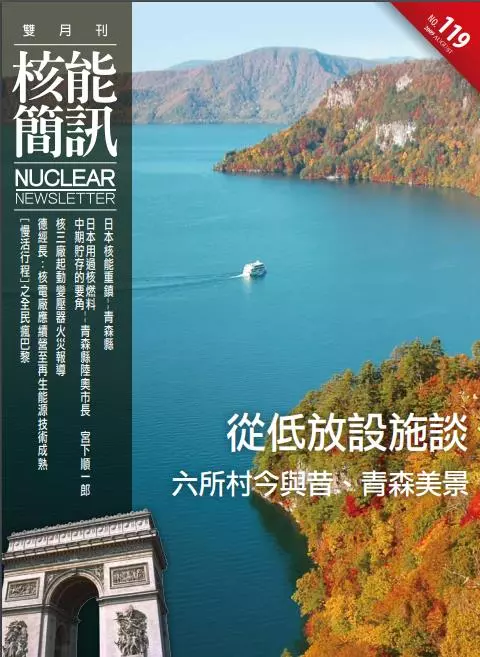 雙月刊
核能
簡訊
NUCLEAR
NEWSLETTER
NO. 119
2009 AUGUST
日本核能重鎮--青森縣
日本用過核燃料
中期貯存的要角--青森縣陸奧市長 宮下順一郎
核三廠起動變壓器火災報導
德經長：核電廠應續營至再生能源技術成熟
［慢活行程］之全民瘋巴黎
從低放設施談
六所村今與昔、青森美景